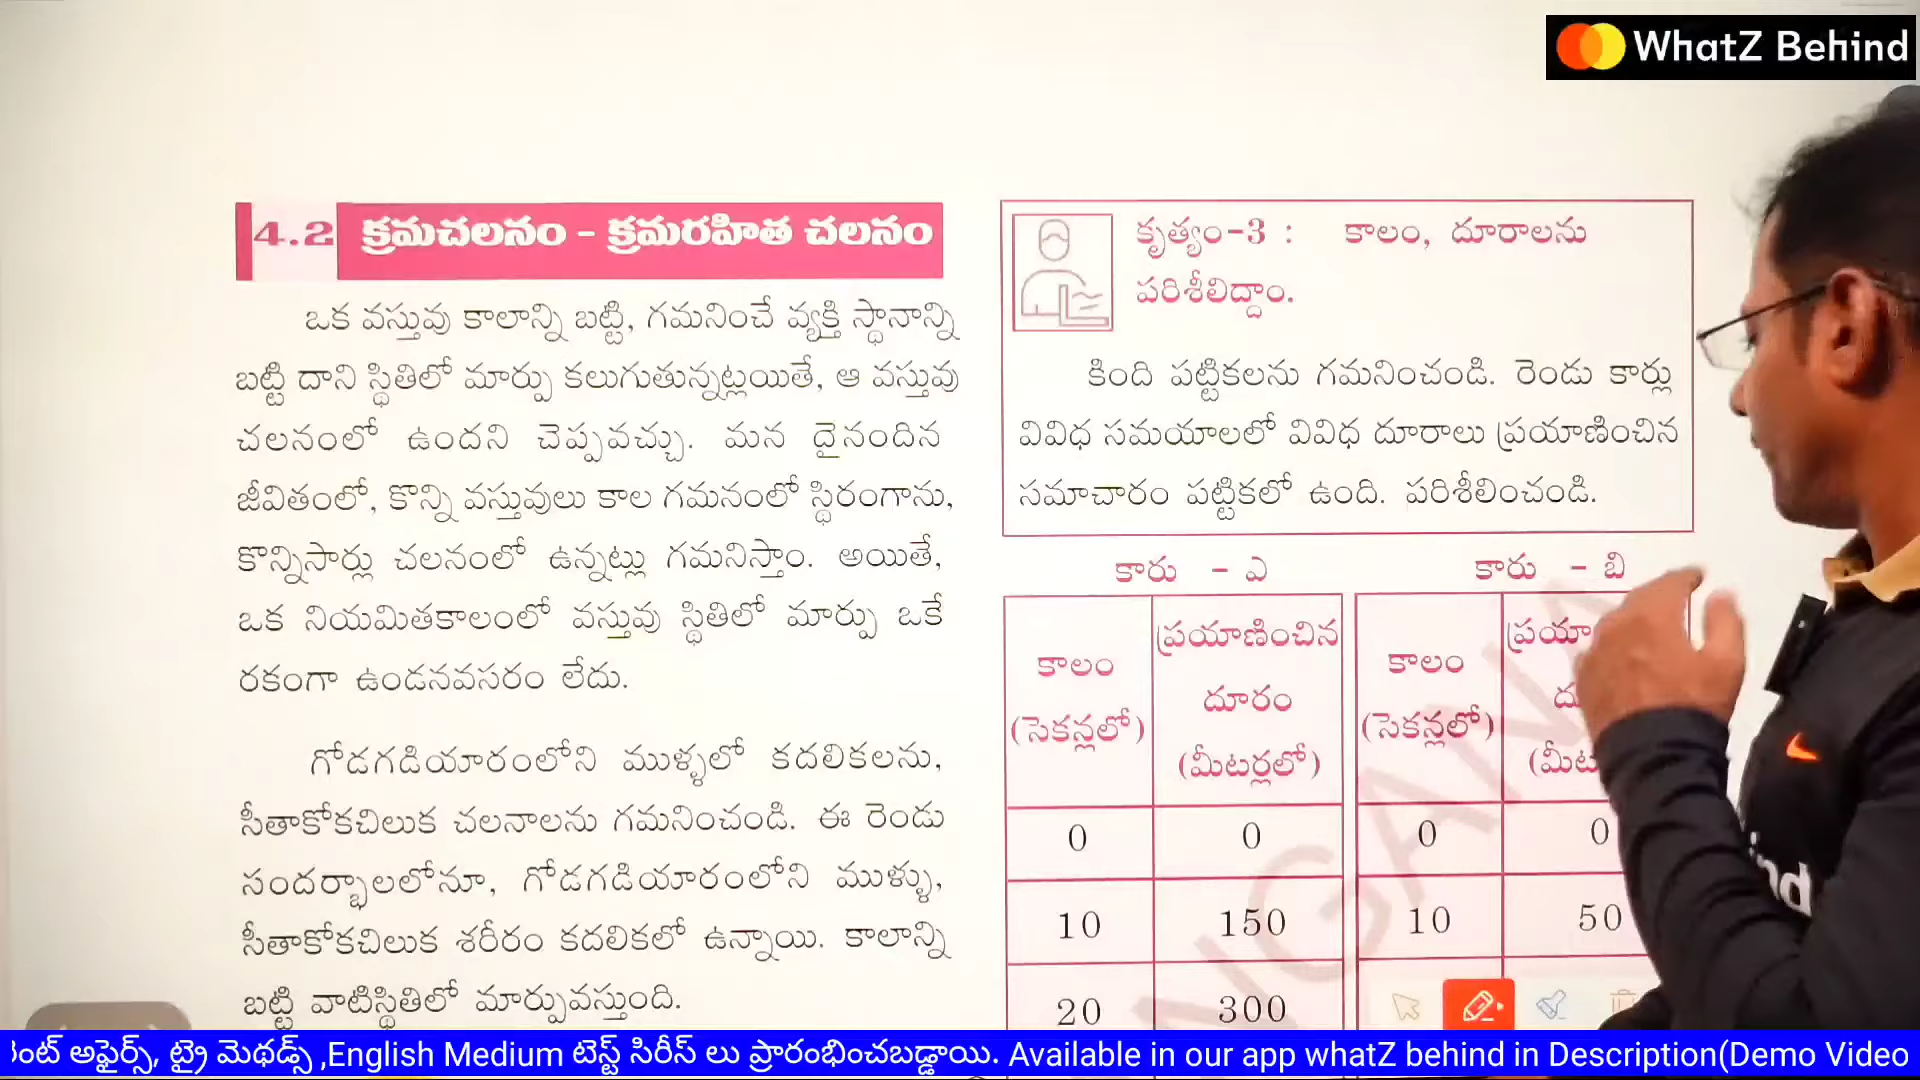 WhatZ Behind
4.2 క్రమచలనం - క్రమరహిత చలనం
ఒక వస్తువు కాలాన్ని బట్టి, గమనించే వ్యక్తి స్థానాన్ని
బట్టి దాని స్థితిలో మార్పు కలుగుతున్నట్లయితే, ఆ వస్తువు
చలనంలో ఉందని చెప్పవచ్చు. మన దైనందిన
జీవితంలో, కొన్ని వస్తువులు కాల గమనంలో స్థిరంగాను,
కొన్నిసార్లు చలనంలో ఉన్నట్లు గమనిస్తాం. అయితే,
ఒక నియమితకాలంలో వస్తువు స్థితిలో మార్పు ఒకే
రకంగా ఉండనవసరం లేదు.
గోడగడియారంలోని ముళ్ళలో కదలికలను,
సీతాకోకచిలుక చలనాలను గమనించండి. ఈ రెండు
సందర్భాలలోనూ, గోడగడియారంలోని ముళ్ళు,
సీతాకోకచిలుక శరీరం కదలికలో ఉన్నాయి. కాలాన్ని
బట్టి వాటిస్థితిలో మార్పువస్తుంది.
కృత్యం-3 : కాలం, దూరాలను
పరిశీలిద్దాం.
కింది పట్టికలను గమనించండి. రెండు కార్లు
వివిధ సమయాలలో వివిధ దూరాలు ప్రయాణించిన
సమాచారం పట్టికలో ఉంది. పరిశీలించండి.
కారు - ఎ
కాలం (సెకన్లలో) ప్రయాణించిన దూరం (మీటర్లలో)
0 0
10 150
20 300
కారు - బి
కాలం (సెకన్లలో)
0 0
10 50
అఫైర్స్, ట్రై మెథడ్స్ ,English Medium టెస్ట్ సిరీస్ లు ప్రారంభించబడ్డాయి. Available in our app whatZ behind in Description(Demo Video